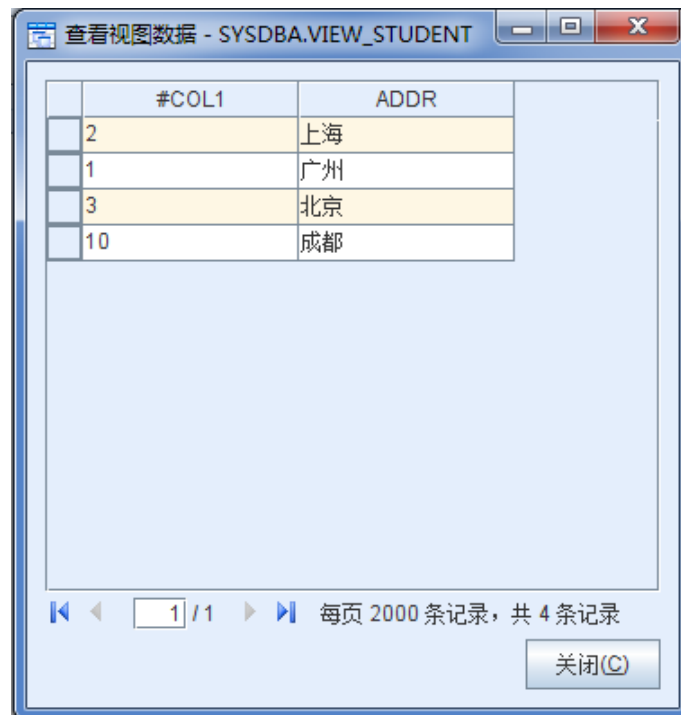 查看视图数据 - SYSDBA.VIEW_STUDENT
#COL1 ADDR
2 上海
1 广州
3 北京
10 成都
1 / 1 每页 2000 条记录，共 4 条记录
关闭(C)